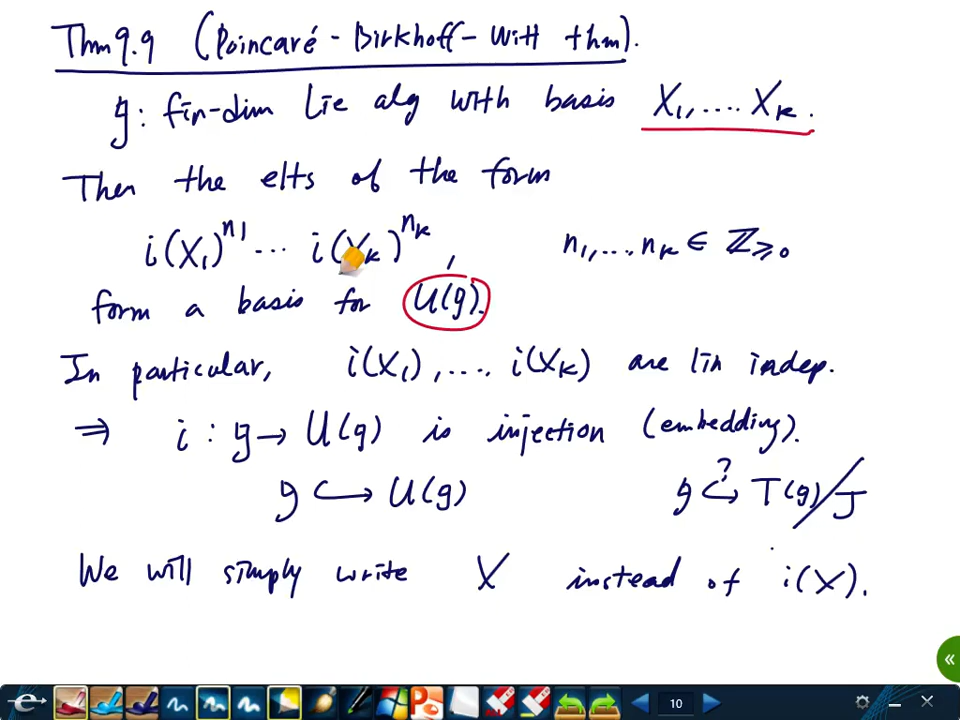 Thm 9.9 (Poincaré - Birkhoff - Witt thm).
g: fin-dim Lie alg with basis X₁, .... Xₖ.
Then the elts of the form
i(X₁)ⁿ¹ ... i(Xₖ)ⁿᵏ, n₁, ... nₖ ∈ ℤ≥₀
form a basis for U(g).
In particular, i(X₁), .... i(Xₖ) are lin indep.
⇒ i : g → U(g) is injection (embedding).
g ↪ U(g) g ↪? T(g)/J
We will simply write X instead of i(X).
10